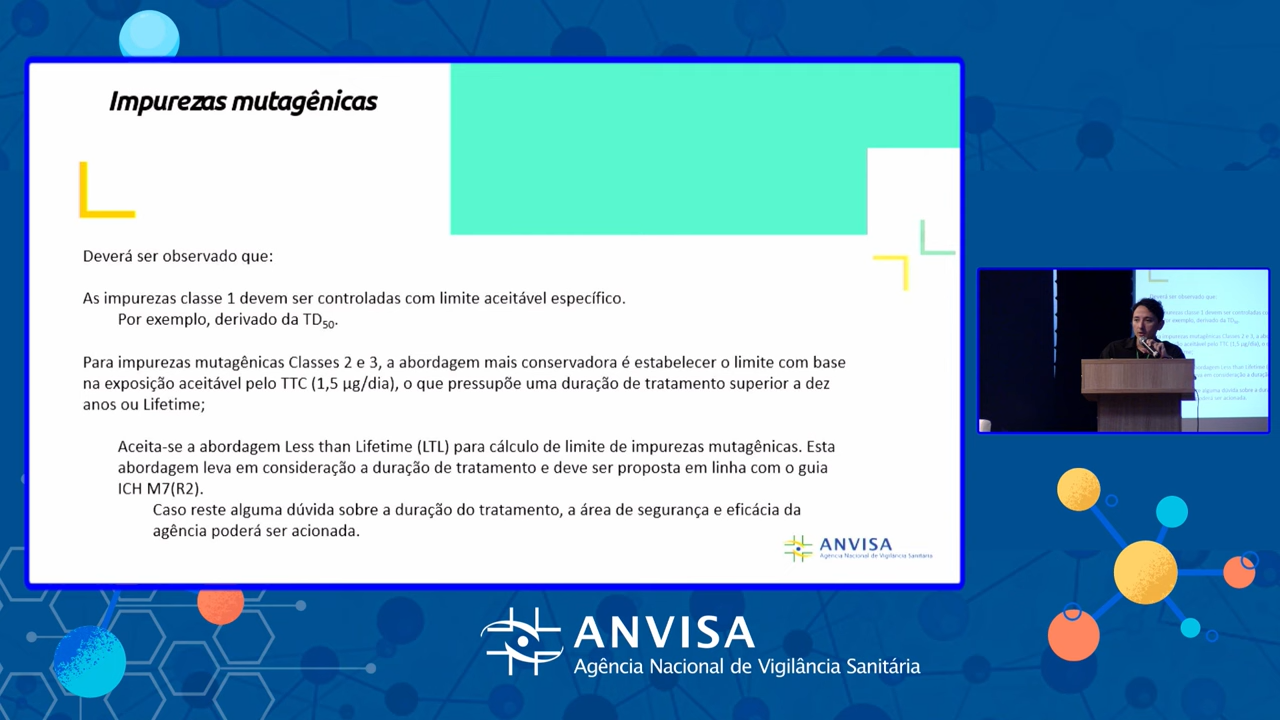 Impurezas mutagênicas
Deverá ser observado que:
As impurezas classe 1 devem ser controladas com limite aceitável específico.
Por exemplo, derivado da TD50.
Para impurezas mutagênicas Classes 2 e 3, a abordagem mais conservadora é estabelecer o limite com base
na exposição aceitável pelo TTC (1,5 µg/dia), o que pressupõe uma duração de tratamento superior a dez
anos ou Lifetime;
Aceita-se a abordagem Less than Lifetime (LTL) para cálculo de limite de impurezas mutagênicas. Esta
abordagem leva em consideração a duração de tratamento e deve ser proposta em linha com o guia
ICH M7(R2).
Caso reste alguma dúvida sobre a duração do tratamento, a área de segurança e eficácia da
agência poderá ser acionada.
ANVISA
Agência Nacional de Vigilância Sanitária
Deverá ser observado que:
ANVISA
Agência Nacional de Vigilância Sanitária